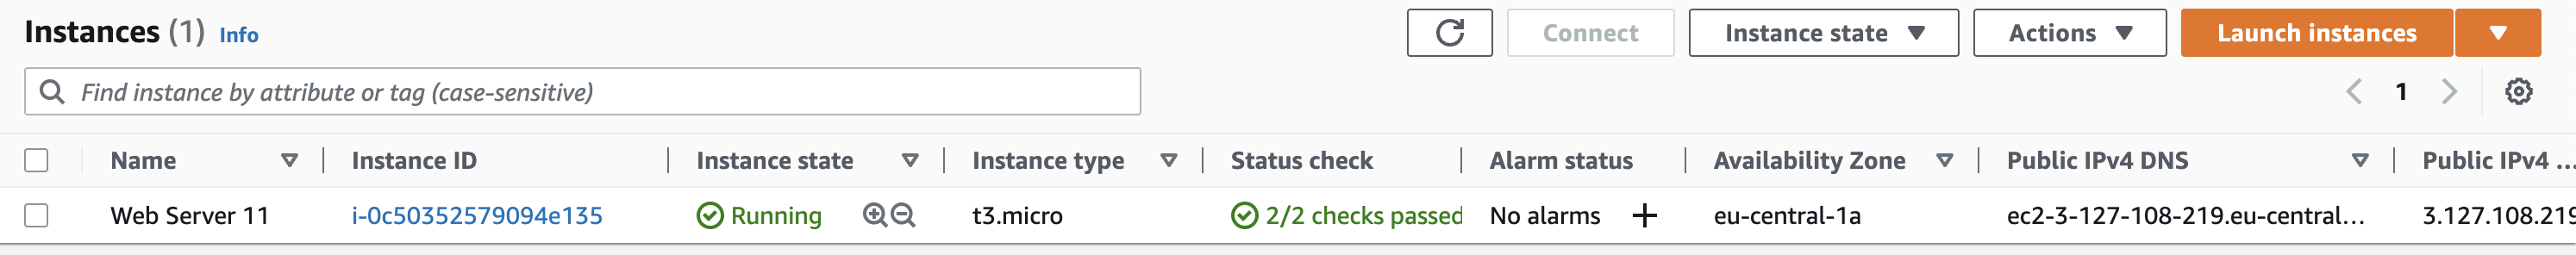 Instances (1) Info
Connect
Instance state
Actions
Launch instances
Find instance by attribute or tag (case-sensitive)
1
Name Instance ID Instance state Instance type Status check Alarm status Availability Zone Public IPv4 DNS Public IPv4 ...
Web Server 11 i-0c50352579094e135 Running t3.micro 2/2 checks passed No alarms eu-central-1a ec2-3-127-108-219.eu-central... 3.127.108.219